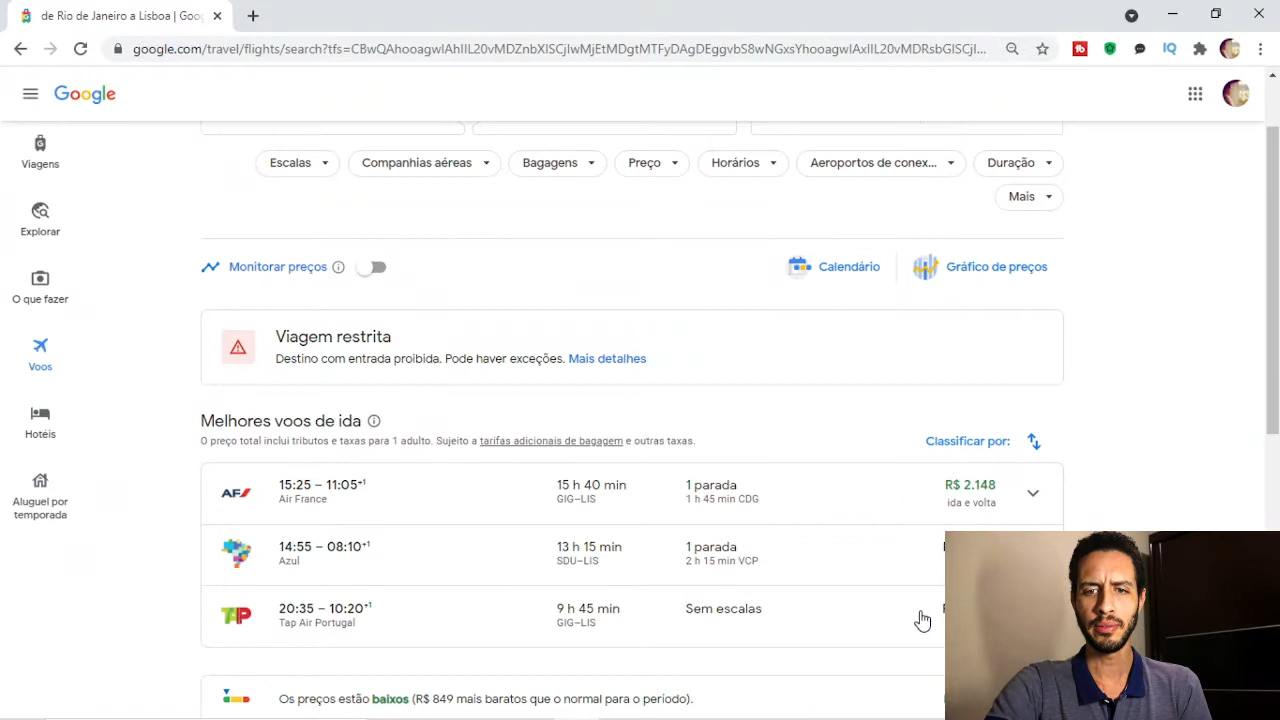 de Rio de Janeiro a Lisboa | Goo
google.com/travel/flights/search?tfs=CBwQAhooagwIAhIIL20vMDZnbXISCjIwMjEtMDgtMTFyDAgDEggvbS8wNGxsYhooagwIAxIIL20vMDRsbGISCjI...
Google
Viagens
Explorar
O que fazer
Voos
Hotéis
Aluguel por
temporada
Escalas
Companhias aéreas
Bagagens
Preço
Horários
Aeroportos de conex...
Duração
Mais
Monitorar preços
Calendário
Gráfico de preços
Viagem restrita
Destino com entrada proibida. Pode haver exceções. Mais detalhes
Melhores voos de ida
O preço total inclui tributos e taxas para 1 adulto. Sujeito a tarifas adicionais de bagagem e outras taxas.
Classificar por:
AF
15:25 – 11:05+1
Air France
15 h 40 min
GIG–LIS
1 parada
1 h 45 min CDG
R$ 2.148
ida e volta
14:55 – 08:10+1
Azul
13 h 15 min
SDU–LIS
1 parada
2 h 15 min VCP
TAP
20:35 – 10:20+1
Tap Air Portugal
9 h 45 min
GIG–LIS
Sem escalas
Os preços estão baixos (R$ 849 mais baratos que o normal para o período).